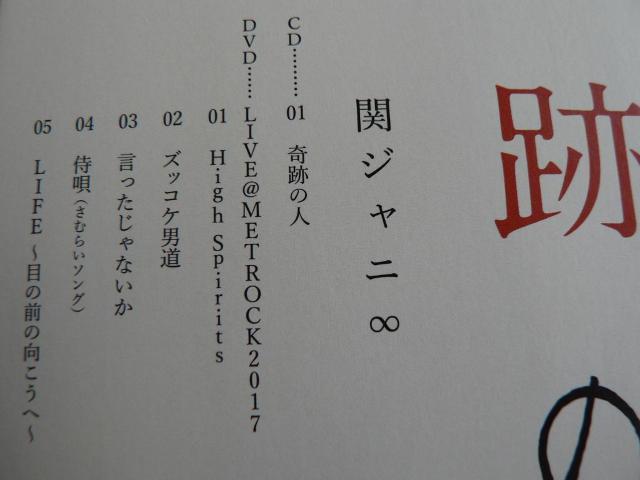 跡
の
関ジャニ∞
CD………01 奇跡の人
DVD……LIVE@METROCK2017
01 High Spirits
02 ズッコケ男道
03 言ったじゃないか
04 侍唄(さむらいソング)
05 LIFE ~目の前の向こうへ~